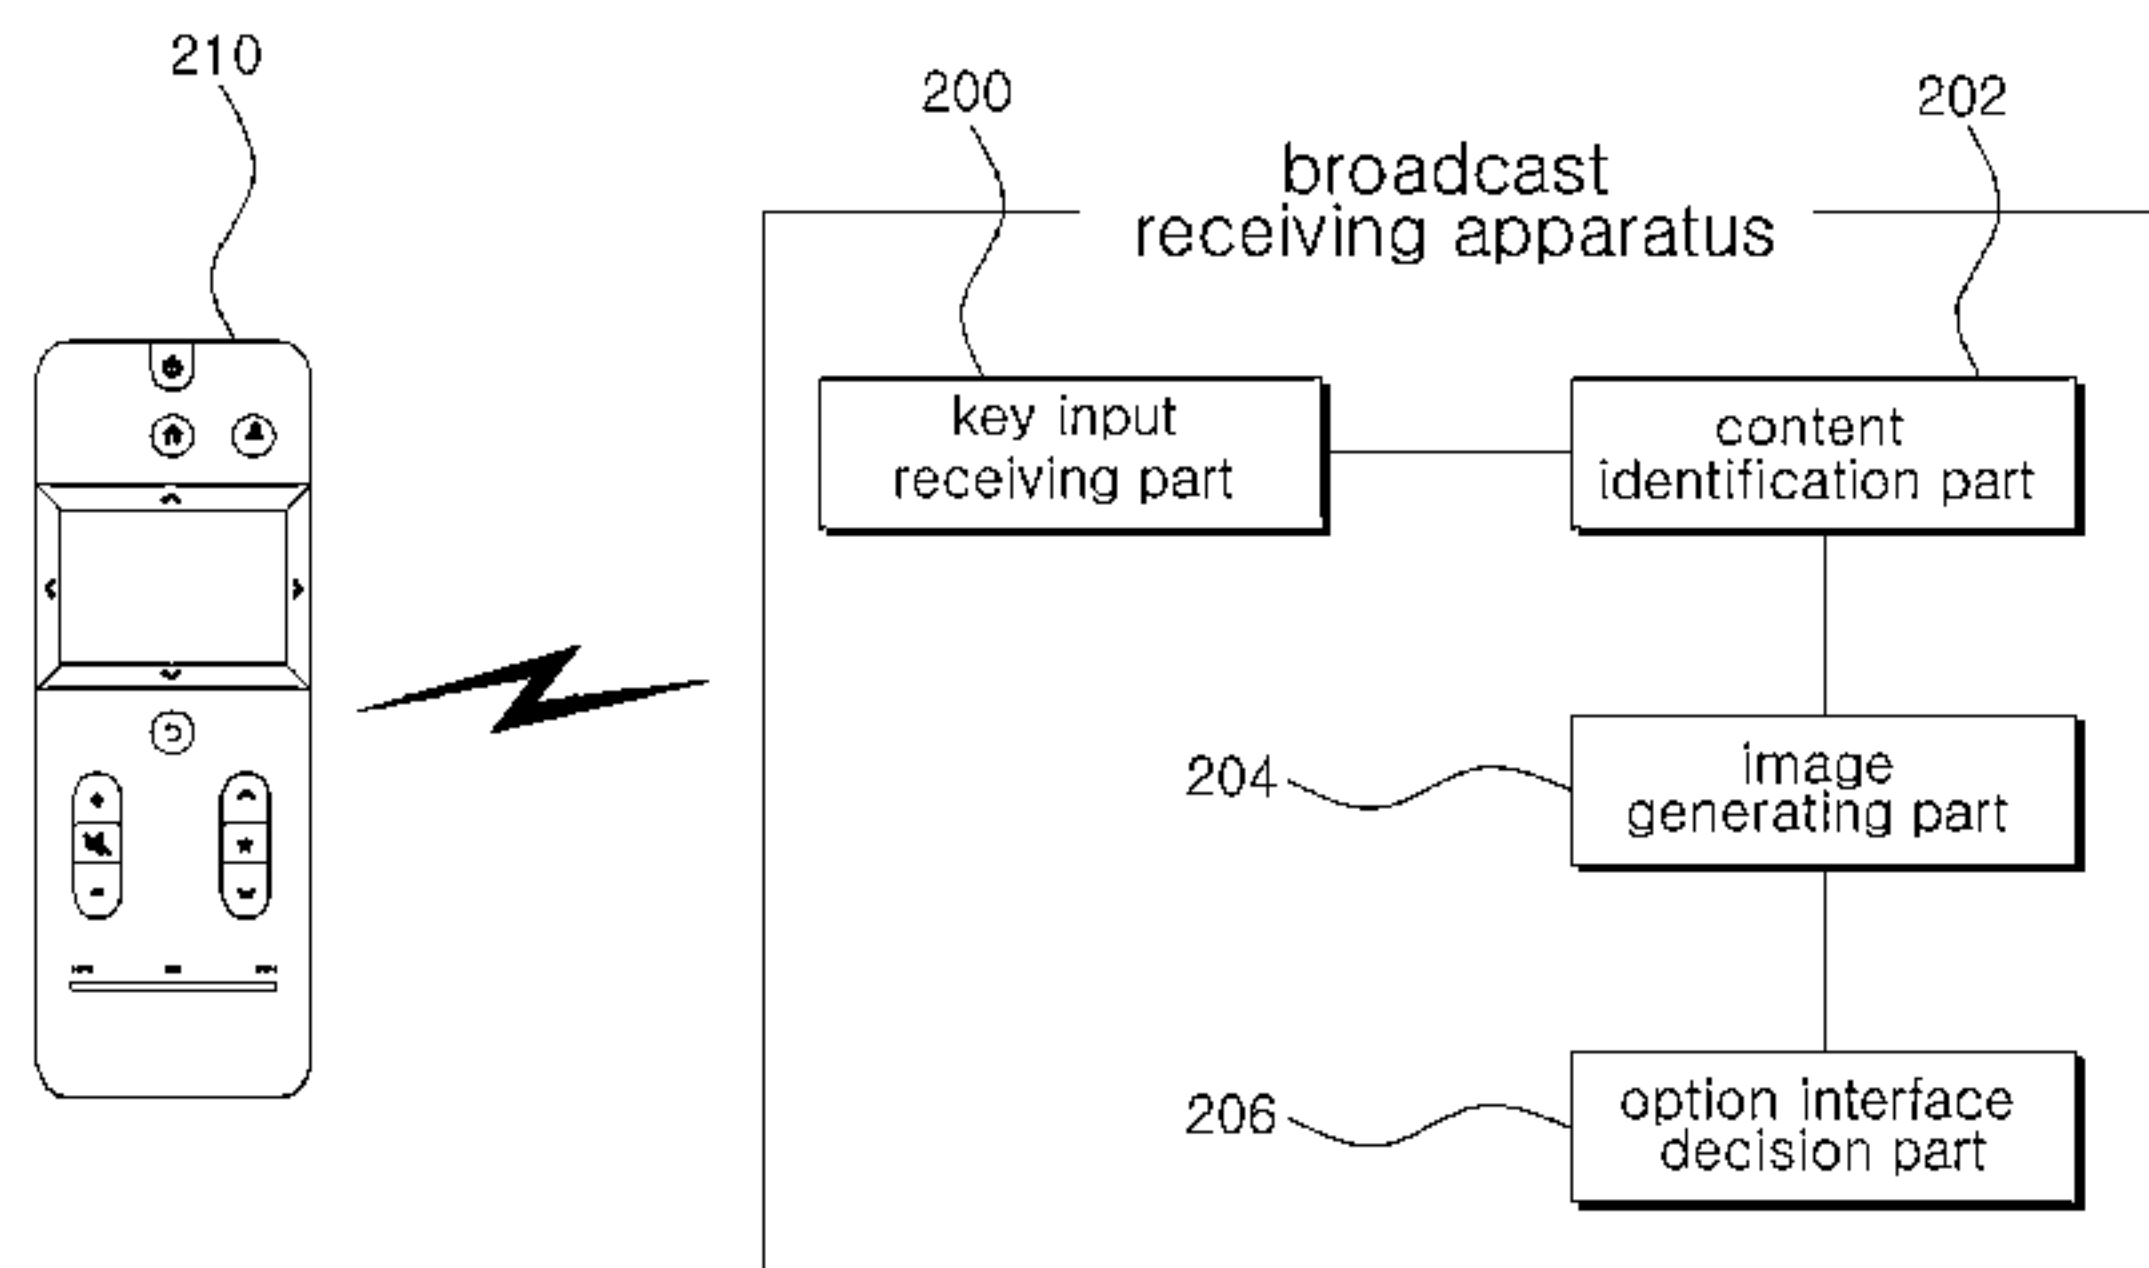 210
200
202
broadcast
receiving apparatus
key input
receiving part
content
identification part
204
image
generating part
206
option interface
decision part